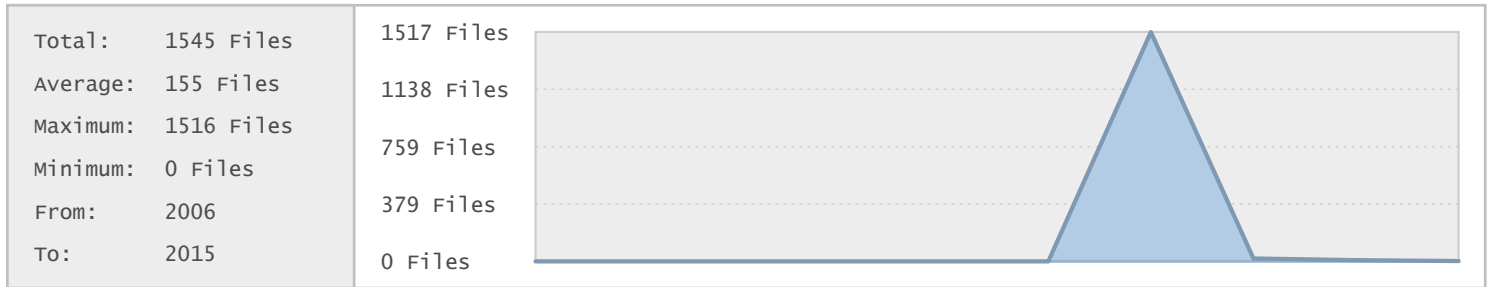 Total: 1545 Files
Average: 155 Files
Maximum: 1516 Files
Minimum: 0 Files
From: 2006
To: 2015
1517 Files
1138 Files
759 Files
379 Files
0 Files